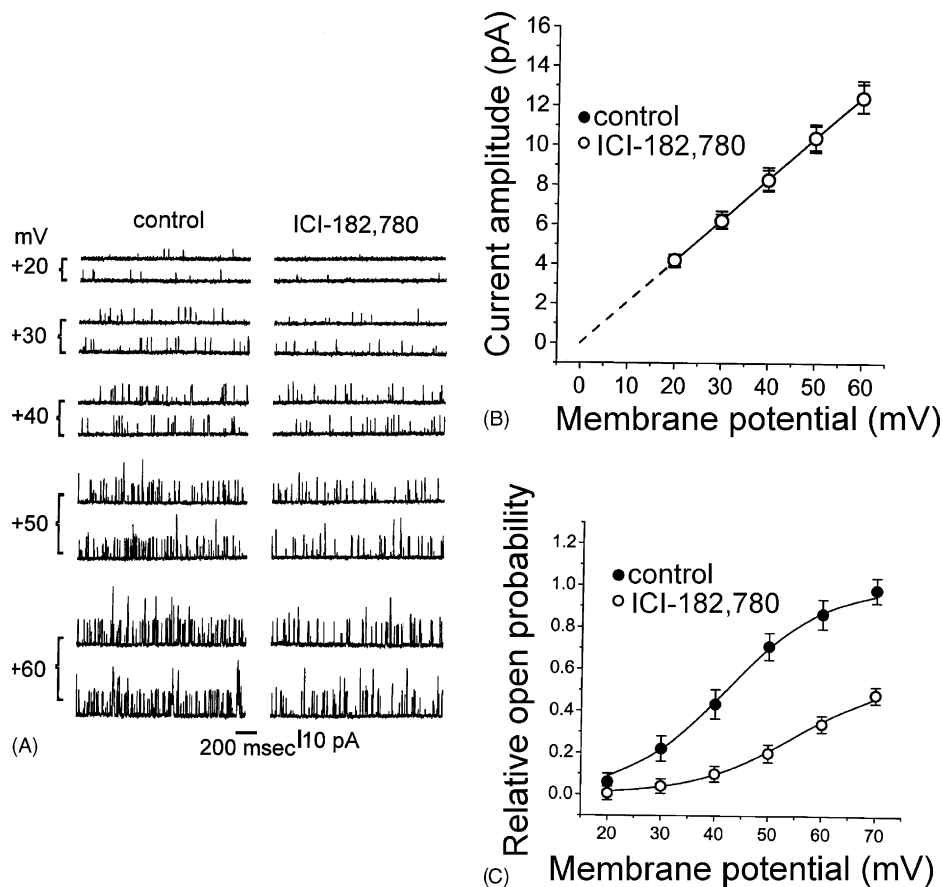 control ICI-182,780
mV
+20
+30
+40
+50
+60
200 msec 10 pA
(A)
Current amplitude (pA)
16
14
12
10
8
6
4
2
0
control
ICI-182,780
0 10 20 30 40 50 60
Membrane potential (mV)
(B)
Relative open probability
1.2
1.0
0.8
0.6
0.4
0.2
0.0
control
ICI-182,780
20 30 40 50 60 70
Membrane potential (mV)
(C)